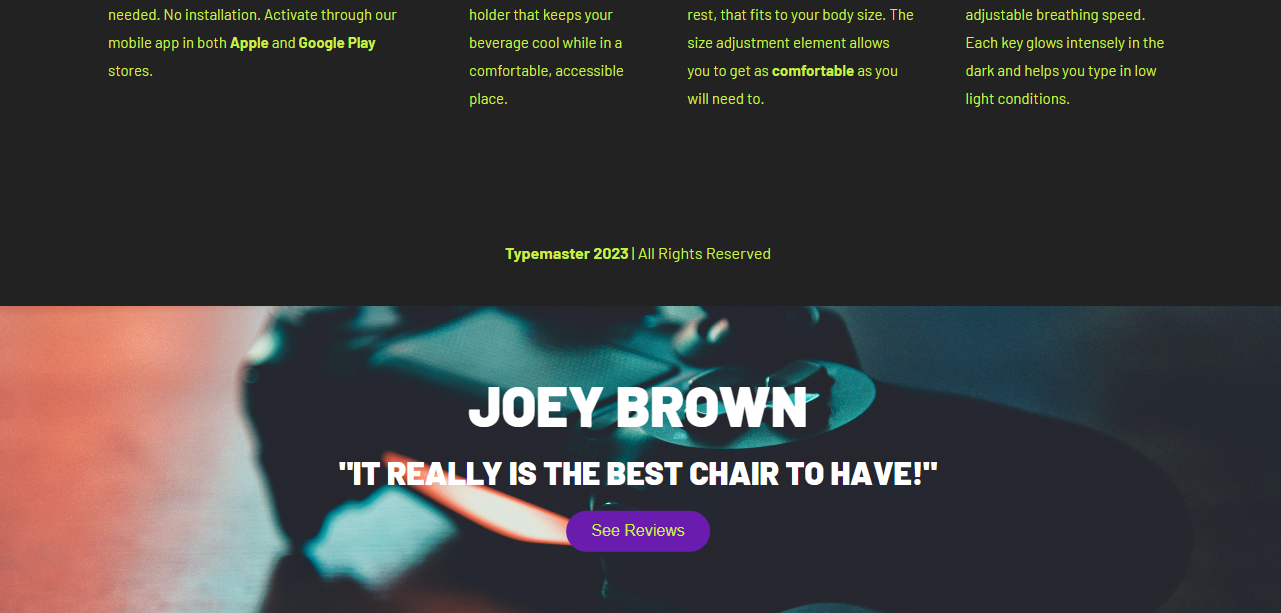 needed. No installation. Activate through our
mobile app in both Apple and Google Play
stores.
holder that keeps your
beverage cool while in a
comfortable, accessible
place.
rest, that fits to your body size. The
size adjustment element allows
you to get as comfortable as you
will need to.
adjustable breathing speed.
Each key glows intensely in the
dark and helps you type in low
light conditions.
Typemaster 2023 | All Rights Reserved
JOEY BROWN
"IT REALLY IS THE BEST CHAIR TO HAVE!"
See Reviews